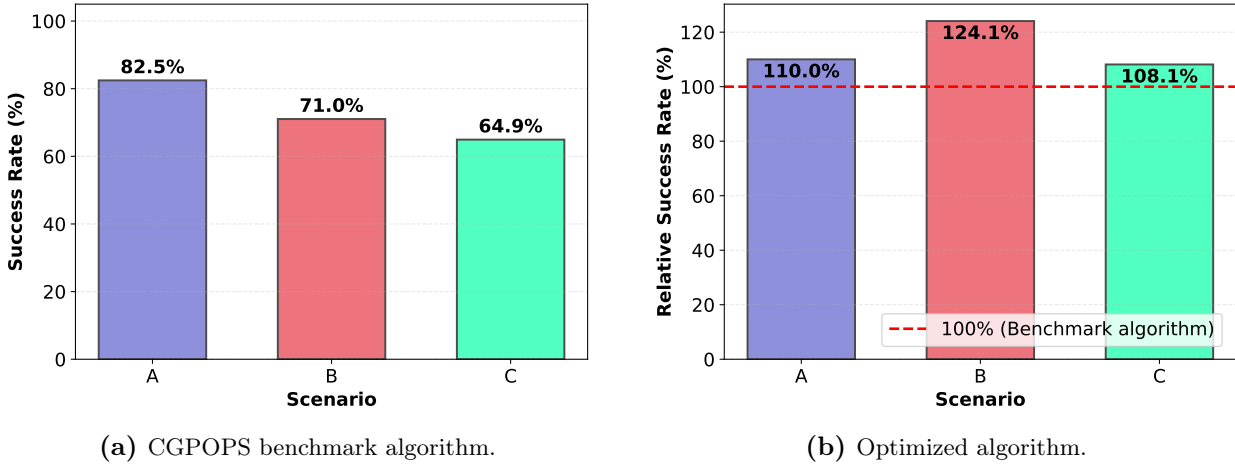 100
80
60
40
20
0
Success Rate (%)
82.5%
71.0%
64.9%
A B C
Scenario
(a) CGPOPS benchmark algorithm.
120
100
80
60
40
20
0
Relative Success Rate (%)
110.0%
124.1%
108.1%
100% (Benchmark algorithm)
A B C
Scenario
(b) Optimized algorithm.